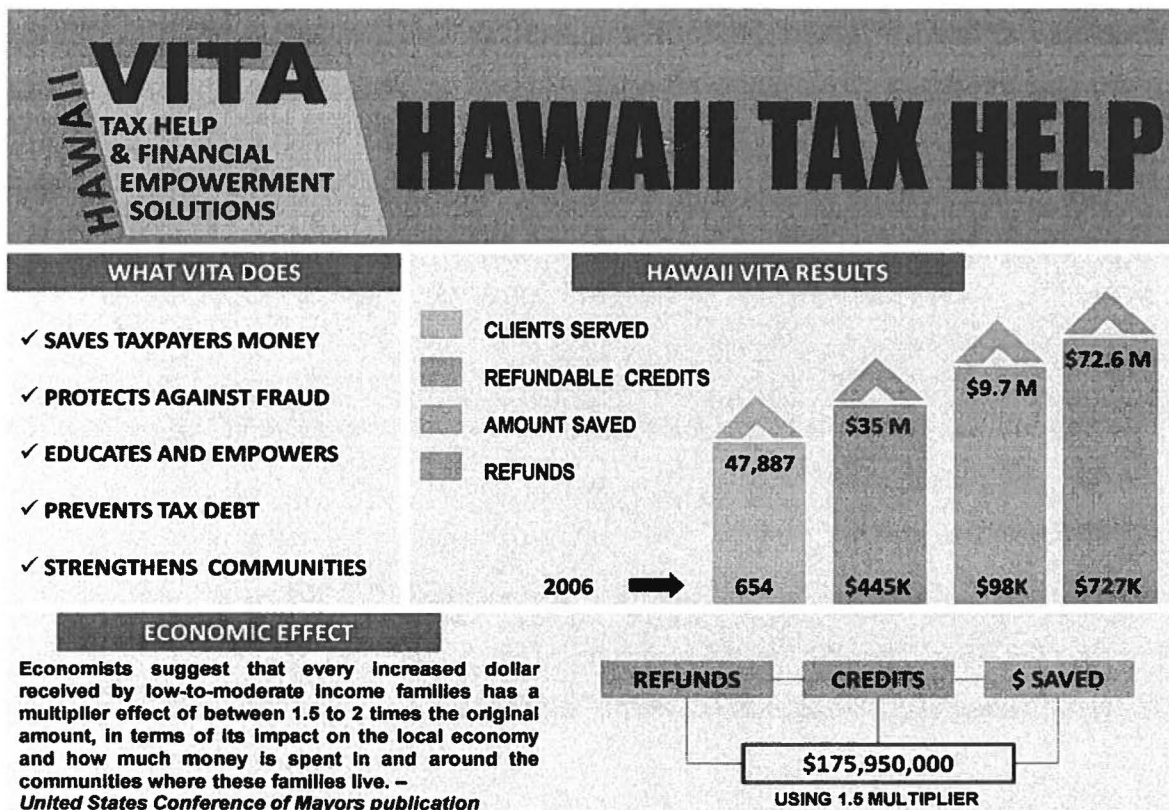 HAWAII
VITA
TAX HELP
& FINANCIAL
EMPOWERMENT
SOLUTIONS
HAWAII TAX HELP
WHAT VITA DOES
✓ SAVES TAXPAYERS MONEY
✓ PROTECTS AGAINST FRAUD
✓ EDUCATES AND EMPOWERS
✓ PREVENTS TAX DEBT
✓ STRENGTHENS COMMUNITIES
HAWAII VITA RESULTS
CLIENTS SERVED
REFUNDABLE CREDITS
AMOUNT SAVED
REFUNDS
47,887
$35 M
$9.7 M
$72.6 M
2006 654 $445K $98K $727K
ECONOMIC EFFECT
Economists suggest that every increased dollar
received by low-to-moderate income families has a
multiplier effect of between 1.5 to 2 times the original
amount, in terms of its impact on the local economy
and how much money is spent in and around the
communities where these families live. –
United States Conference of Mayors publication
REFUNDS CREDITS $ SAVED
$175,950,000
USING 1.5 MULTIPLIER